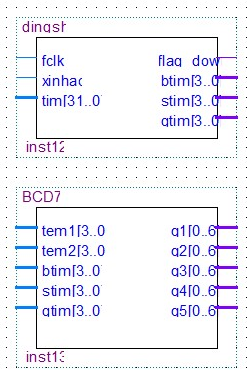 dingsh
fclk flag_dow
xinhac btim[3..0
tim[31..0 stim[3..0
gtim[3..0
inst12
BCD7
tem1[3..0 q1[0..6
tem2[3..0 q2[0..6
btim[3..0 q3[0..6
stim[3..0 q4[0..6
gtim[3..0 q5[0..6
inst13